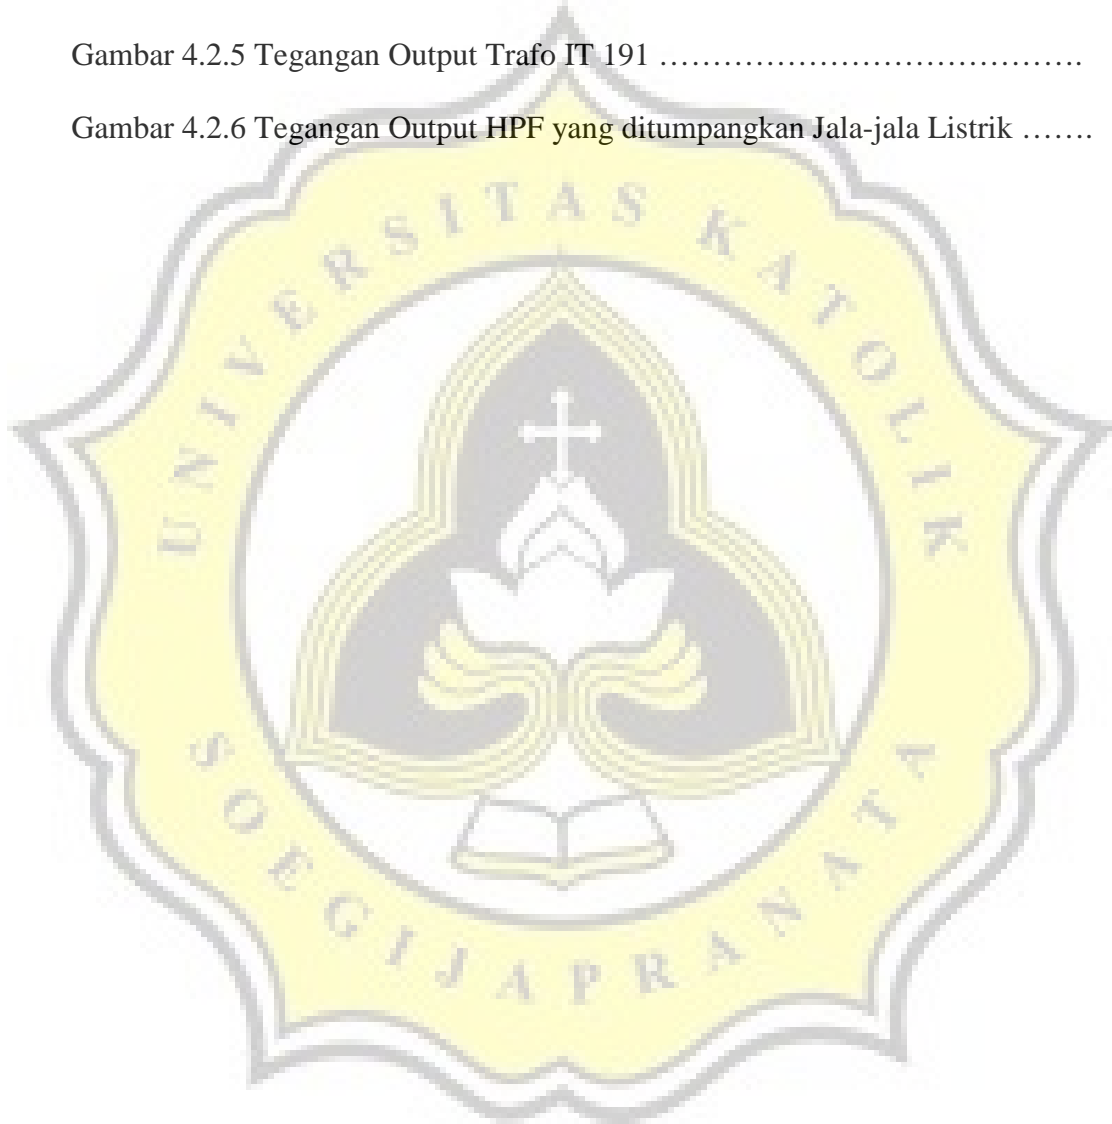 Gambar 4.2.5 Tegangan Output Trafo IT 191 …………………………………
Gambar 4.2.6 Tegangan Output HPF yang ditumpangkan Jala-jala Listrik …….
UNIVERSITAS KATOLIK
SOEGIJAPRANATA